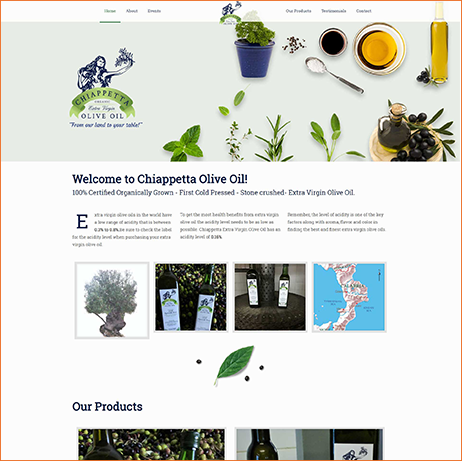 Home About Events Our Products Testimonials Contact
CHIAPPETTA
ORGANIC
Extra Virgin
OLIVE OIL
"From our land to your table!"
Welcome to Chiappetta Olive Oil!
100% Certified Organically Grown - First Cold Pressed - Stone crushed- Extra Virgin Olive Oil.
Extra virgin olive oils in the world have
a low range of acidity that is between
0.2% to 0.8%. Be sure to check the label
for the acidity level when purchasing your extra
virgin olive oil.
"To get the most health benefits from extra virgin
olive oil the acidity level needs to be as low as
possible. Chiappetta Extra Virgin Olive Oil has an
acidity level of
Remember, the level of acidity is one of the key
factors along with aroma, flavor and color in
finding the best and finest extra virgin olive oils.
Our Products